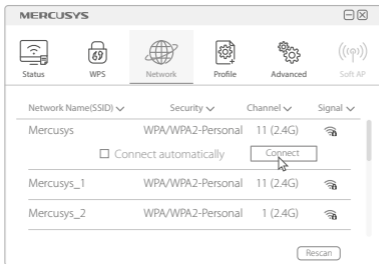 MERCUSYS
69
Status WPS Network Profile Advanced Soft AP
Network Name(SSID) Security Channel Signal
Mercusys WPA/WPA2-Personal 11 (2.4G)
Connect automatically Connect
Mercusys_1 WPA/WPA2-Personal 11 (2.4G)
Mercusys_2 WPA/WPA2-Personal 1 (2.4G)
Rescan